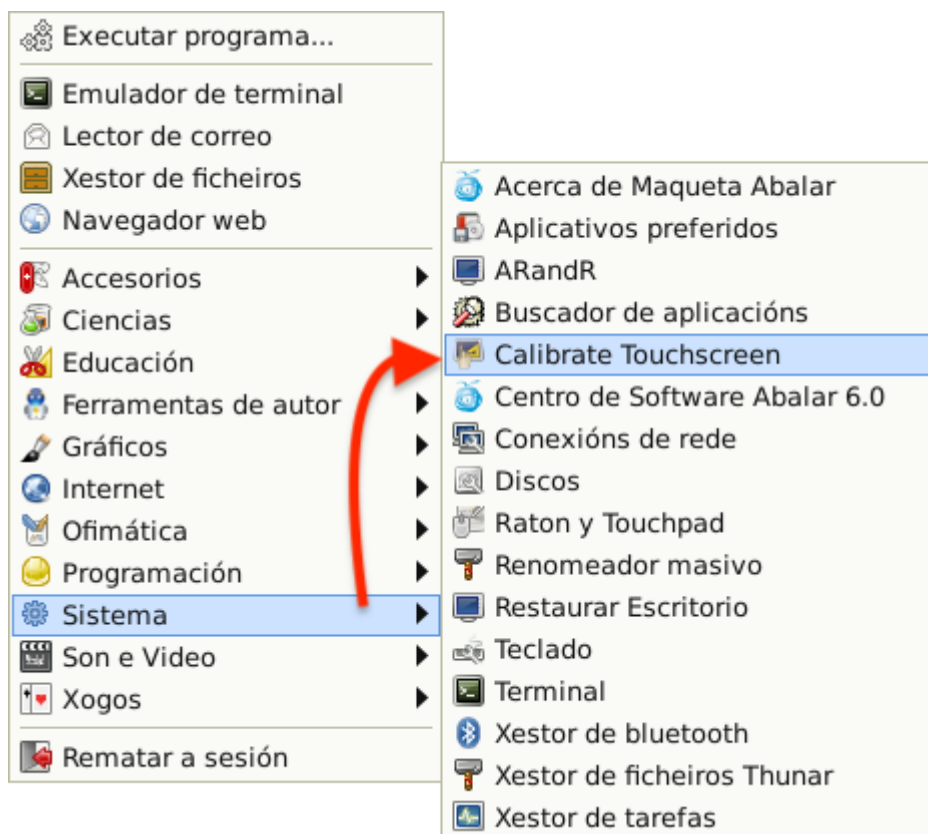 Executar programa...
Emulador de terminal
Lector de correo
Xestor de ficheiros
Navegador web
Accesorios
Ciencias
Educación
Ferramentas de autor
Gráficos
Internet
Ofimática
Programación
Sistema
Son e Video
Xogos
Rematar a sesión
Acerca de Maqueta Abalar
Aplicativos preferidos
ARandR
Buscador de aplicacións
Calibrate Touchscreen
Centro de Software Abalar 6.0
Conexións de rede
Discos
Raton y Touchpad
Renomeador masivo
Restaurar Escritorio
Teclado
Terminal
Xestor de bluetooth
Xestor de ficheiros Thunar
Xestor de tarefas